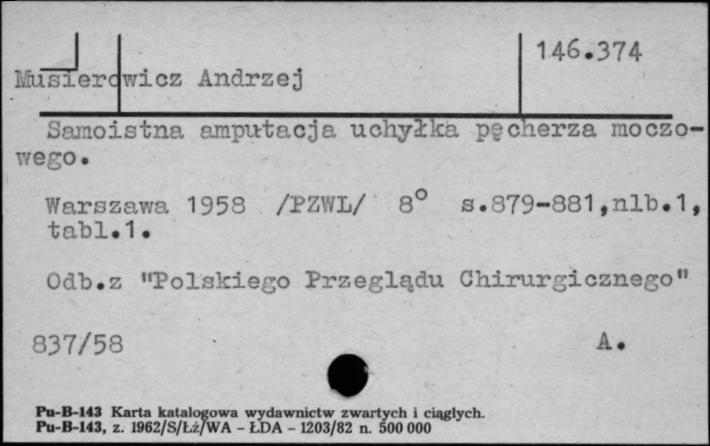 146.374
Musierowicz Andrzej
Samoistna amputacja uchyłka pęcherza moczo-
wego.
Warszawa 1958 /PZWL/ 8° s.879-881,nlb.1,
tabl.1.
Odb.z "Polskiego Przeglądu Chirurgicznego"
837/58 A.
Pu-B-143 Karta katalogowa wydawnictw zwartych i ciągłych.
Pu-B-143, z. 1962/S/Łź/WA - ŁDA - 1203/82 n. 500 000